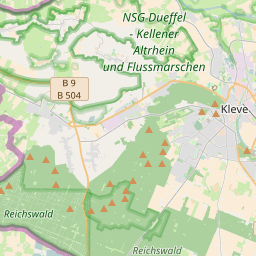 NSG-Dueffel
- Kellener
Altrhein
und Flussmarschen
B 9
B 504
Kleve
Reichswald
Reichswald